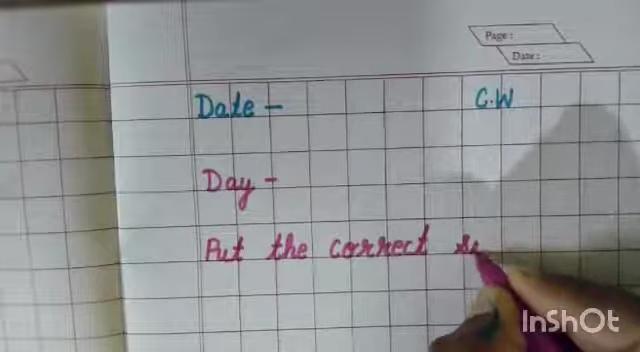 Page :
Date :
Date - C.W
Day -
Put the correct
InShOt